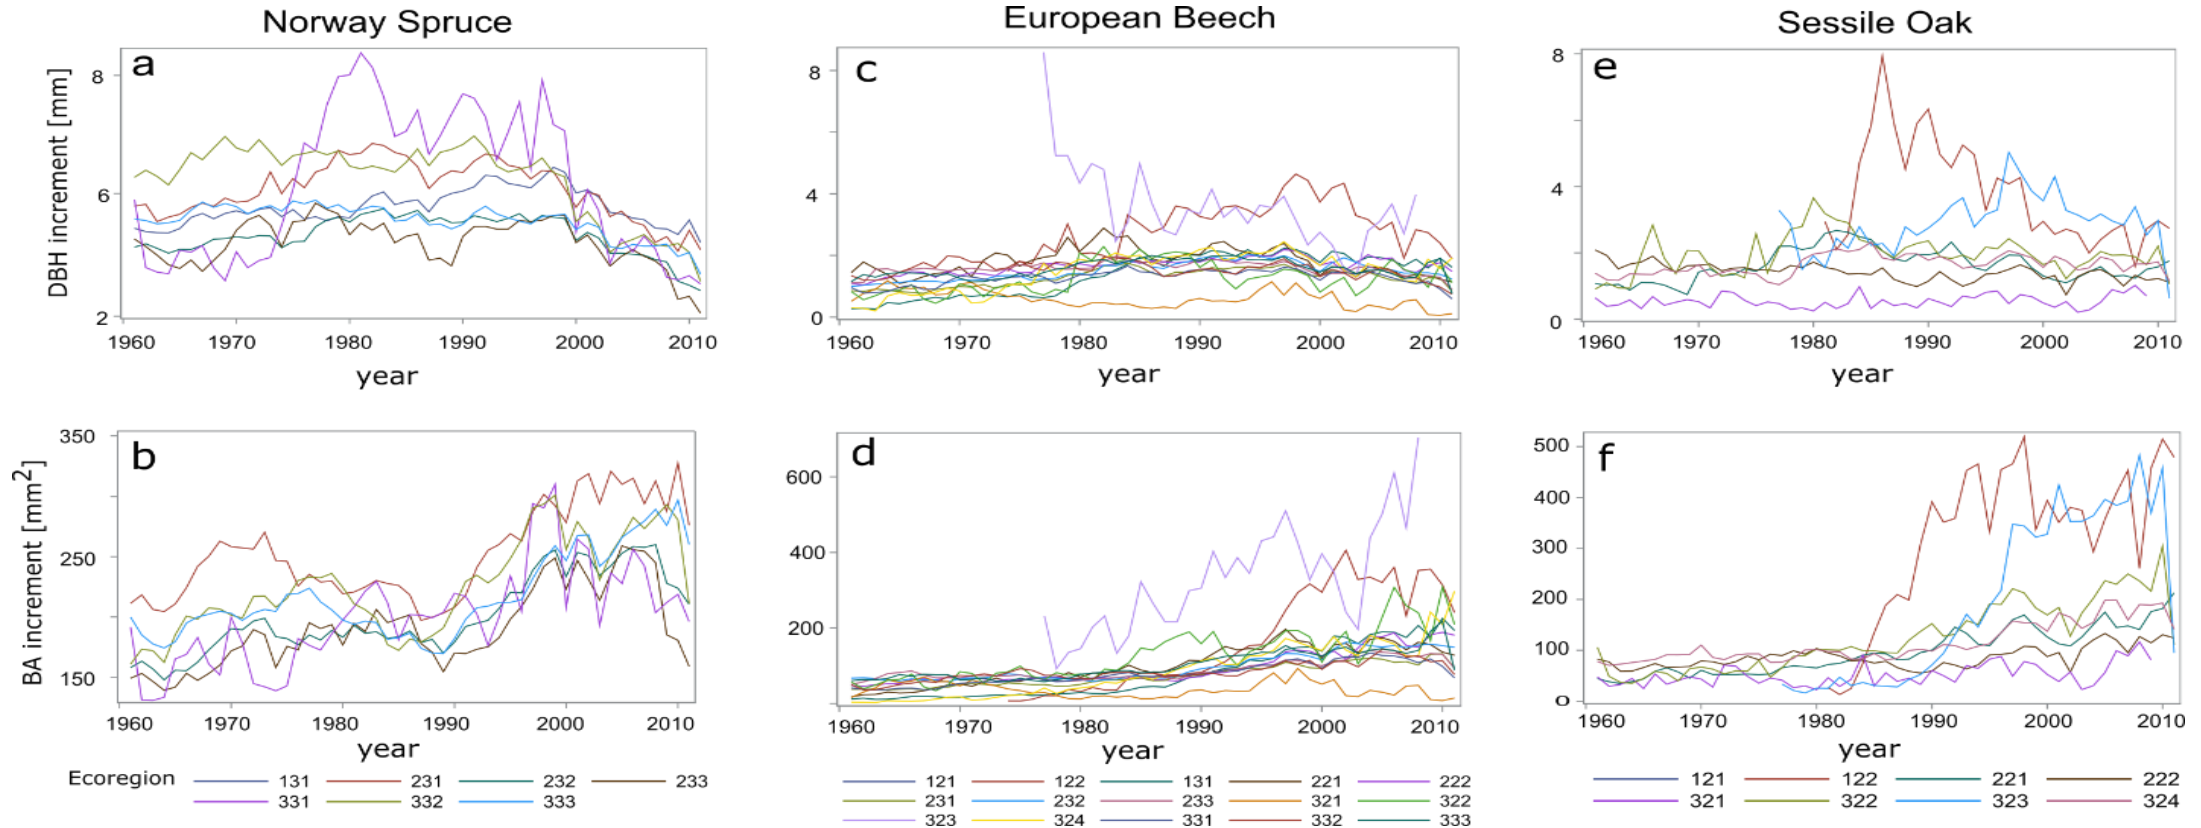 Norway Spruce
European Beech
Sessile Oak
a
DBH increment [mm]
8
6
2
1960 1970 1980 1990 2000 2010
year
c
8
4
0
1960 1970 1980 1990 2000 2010
year
e
8
4
0
1960 1970 1980 1990 2000 2010
year
b
BA increment [mm2]
350
250
150
1960 1970 1980 1990 2000 2010
year
d
600
400
200
1960 1970 1980 1990 2000 2010
year
f
500
400
300
200
100
0
1960 1970 1980 1990 2000 2010
year
Ecoregion 131 231 232 233
331 332 333
121 122 131 221 222
231 232 233 321 322
323 324 331 332 333
121 122 221 222
321 322 323 324